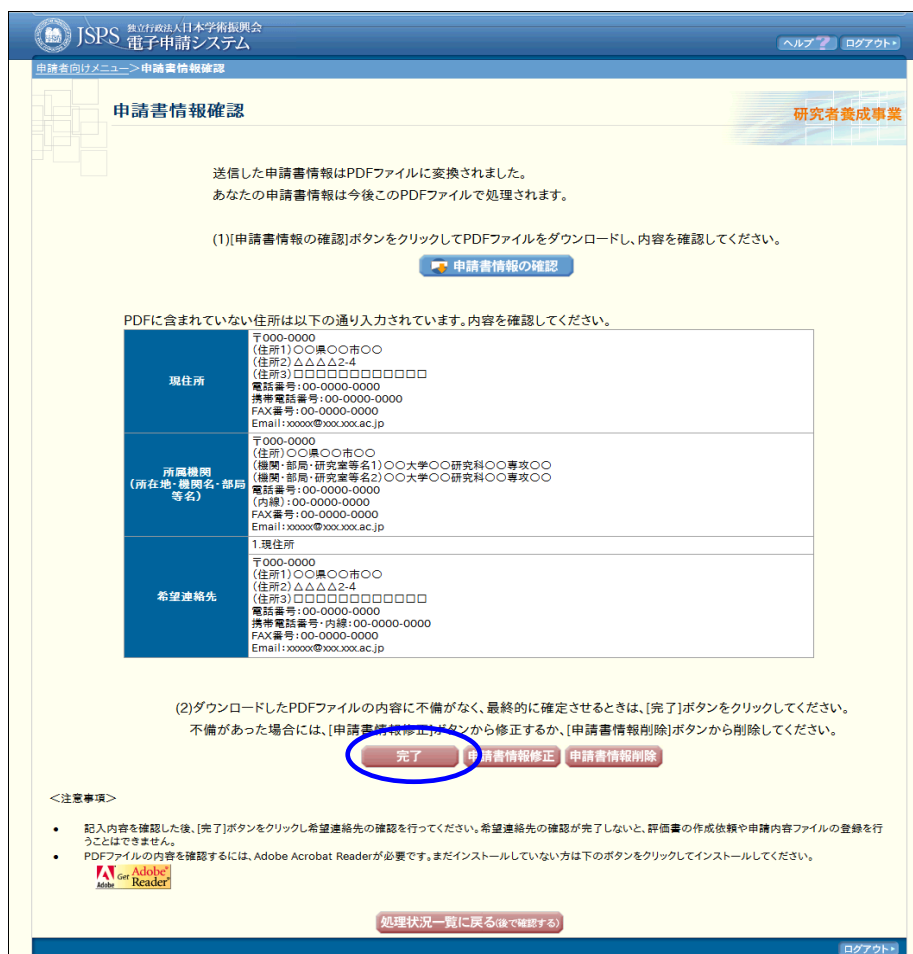 JSPS 独立行政法人日本学術振興会
電子申請システム
ヘルプ? ログアウト
申請者向けメニュー>申請書情報確認
申請書情報確認
研究者養成事業
送信した申請書情報はPDFファイルに変換されました。
あなたの申請書情報は今後このPDFファイルで処理されます。
(1)[申請書情報の確認]ボタンをクリックしてPDFファイルをダウンロードし、内容を確認してください。
申請書情報の確認
PDFに含まれていない住所は以下の通り入力されています。内容を確認してください。
現住所
〒000-0000
(住所1)○○県○○市○○
(住所2)△△△△2-4
(住所3)□□□□□□□□□□□□
電話番号:00-0000-0000
携帯電話番号:00-0000-0000
FAX番号:00-0000-0000
Email:xxxxx@xxx.xxx.ac.jp
所属機関
(所在地・機関名・部局
等名)
〒000-0000
(住所)○○県○○市○○
(機関・部局・研究室等名1)○○大学○○研究科○○専攻○○
(機関・部局・研究室等名2)○○大学○○研究科○○専攻○○
電話番号:00-0000-0000
(内線):00-0000-0000
FAX番号:00-0000-0000
Email:xxxxx@xxx.xxx.ac.jp
希望連絡先
1.現住所
〒000-0000
(住所1)○○県○○市○○
(住所2)△△△△2-4
(住所3)□□□□□□□□□□□□
電話番号:00-0000-0000
携帯電話番号・内線:00-0000-0000
FAX番号:00-0000-0000
Email:xxxxx@xxx.xxx.ac.jp
(2)ダウンロードしたPDFファイルの内容に不備がなく、最終的に確定させるときは、[完了]ボタンをクリックしてください。
不備があった場合には、[申請書情報修正]ボタンから修正するか、[申請書情報削除]ボタンから削除してください。
完了 申請書情報修正 申請書情報削除
<注意事項>
• 記入内容を確認した後、[完了]ボタンをクリックし希望連絡先の確認を行ってください。希望連絡先の確認が完了しないと、評価書の作成依頼や申請内容ファイルの登録を行
うことはできません。
• PDFファイルの内容を確認するには、Adobe Acrobat Readerが必要です。まだインストールしていない方は下のボタンをクリックしてインストールしてください。
Adobe Get Adobe® Reader®
処理状況一覧に戻る(後で確認する)
ログアウト